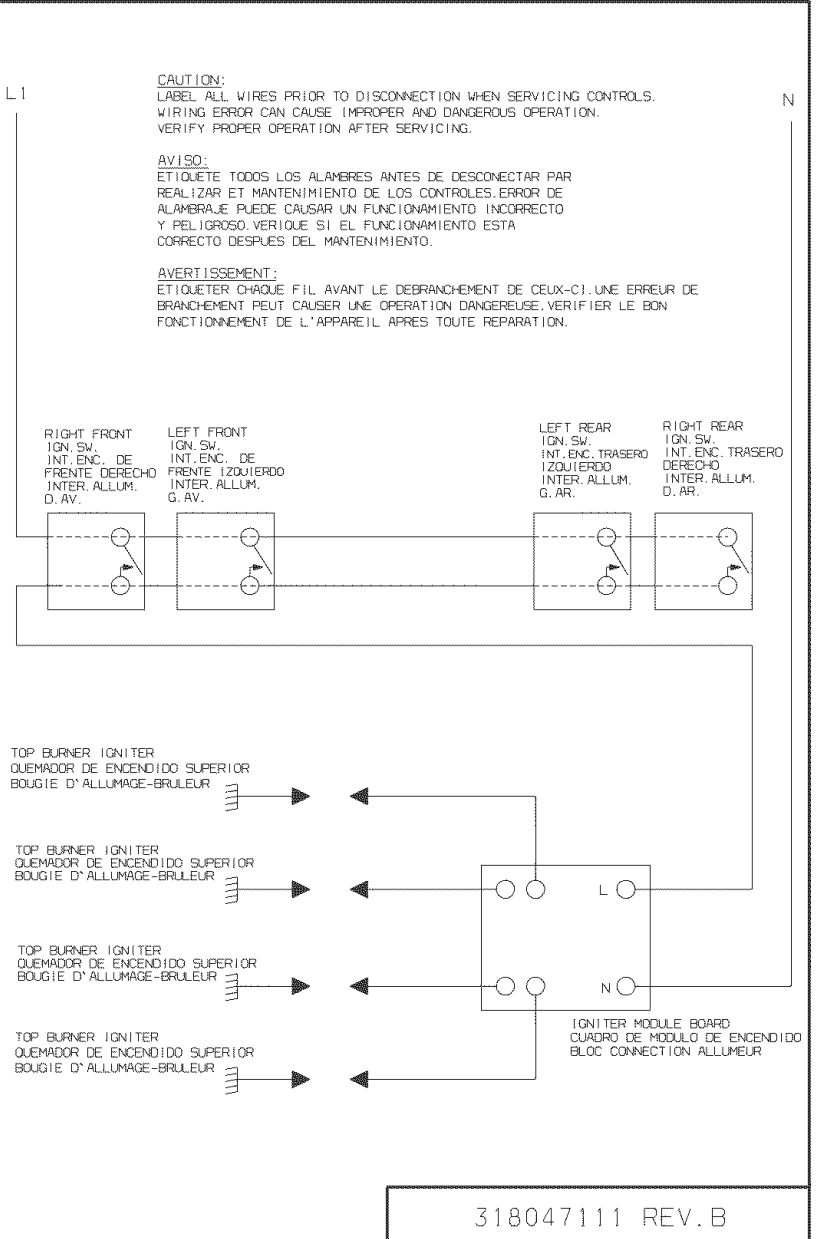 L1
N
CAUTION:
LABEL ALL WIRES PRIOR TO DISCONNECTION WHEN SERVICING CONTROLS.
WIRING ERROR CAN CAUSE IMPROPER AND DANGEROUS OPERATION.
VERIFY PROPER OPERATION AFTER SERVICING.
AVISO:
ETIQUETE TODOS LOS ALAMBRES ANTES DE DESCONECTAR PAR
REALIZAR ET MANTENIMIENTO DE LOS CONTROLES.ERROR DE
ALAMBRAJE PUEDE CAUSAR UN FUNCIONAMIENTO INCORRECTO
Y PELIGROSO.VERIQUE SI EL FUNCIONAMIENTO ESTA
CORRECTO DESPUES DEL MANTENIMIENTO.
AVERTISSEMENT:
ETIQUETER CHAQUE FIL AVANT LE DEBRANCHEMENT DE CEUX-CI.UNE ERREUR DE
BRANCHEMENT PEUT CAUSER UNE OPERATION DANGEREUSE.VERIFIER LE BON
FONCTIONNEMENT DE L'APPAREIL APRES TOUTE REPARATION.
RIGHT FRONT
IGN.SW.
INT.ENC. DE
FRENTE DERECHO
INTER.ALLUM.
D.AV.
LEFT FRONT
IGN.SW.
INT.ENC. DE
FRENTE IZQUIERDO
INTER.ALLUM.
G.AV.
LEFT REAR
IGN.SW.
INT.ENC.TRASERO
IZQUIERDO
INTER.ALLUM.
G.AR.
RIGHT REAR
IGN.SW.
INT.ENC.TRASERO
DERECHO
INTER.ALLUM.
D.AR.
TOP BURNER IGNITER
QUEMADOR DE ENCENDIDO SUPERIOR
BOUGIE D'ALLUMAGE-BRULEUR
TOP BURNER IGNITER
QUEMADOR DE ENCENDIDO SUPERIOR
BOUGIE D'ALLUMAGE-BRULEUR
L
TOP BURNER IGNITER
QUEMADOR DE ENCENDIDO SUPERIOR
BOUGIE D'ALLUMAGE-BRULEUR
N
IGNITER MODULE BOARD
CUADRO DE MODULO DE ENCENDIDO
BLOC CONNECTION ALLUMEUR
TOP BURNER IGNITER
QUEMADOR DE ENCENDIDO SUPERIOR
BOUGIE D'ALLUMAGE-BRULEUR
318047111 REV.B